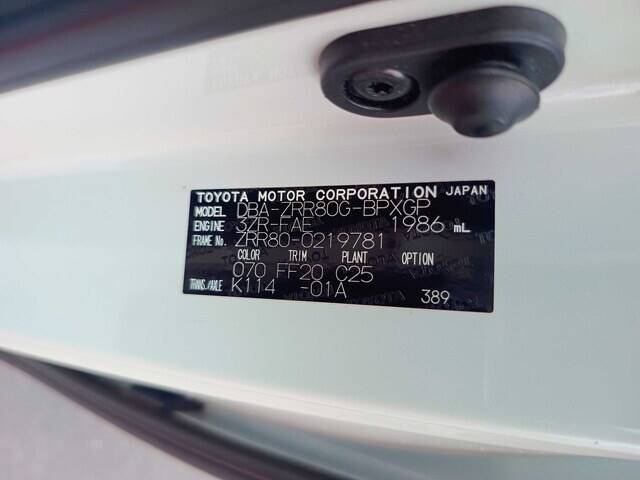 TOYOTA MOTOR CORPORATION JAPAN
MODEL DBA-ZRR80G-BPXGP
ENGINE 3ZR-FAE 1986 mL
FRAME No. ZRR80-0219781
COLOR TRIM PLANT OPTION
070 FF20 C25
TRANS./AXLE K114 -01A 389